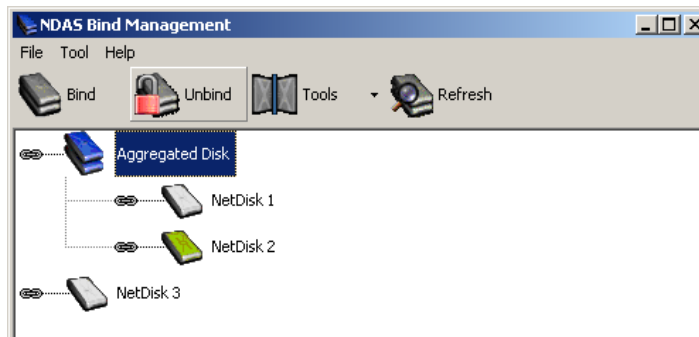 NDAS Bind Management
File Tool Help
Bind Unbind Tools Refresh
Aggregated Disk
NetDisk 1
NetDisk 2
NetDisk 3